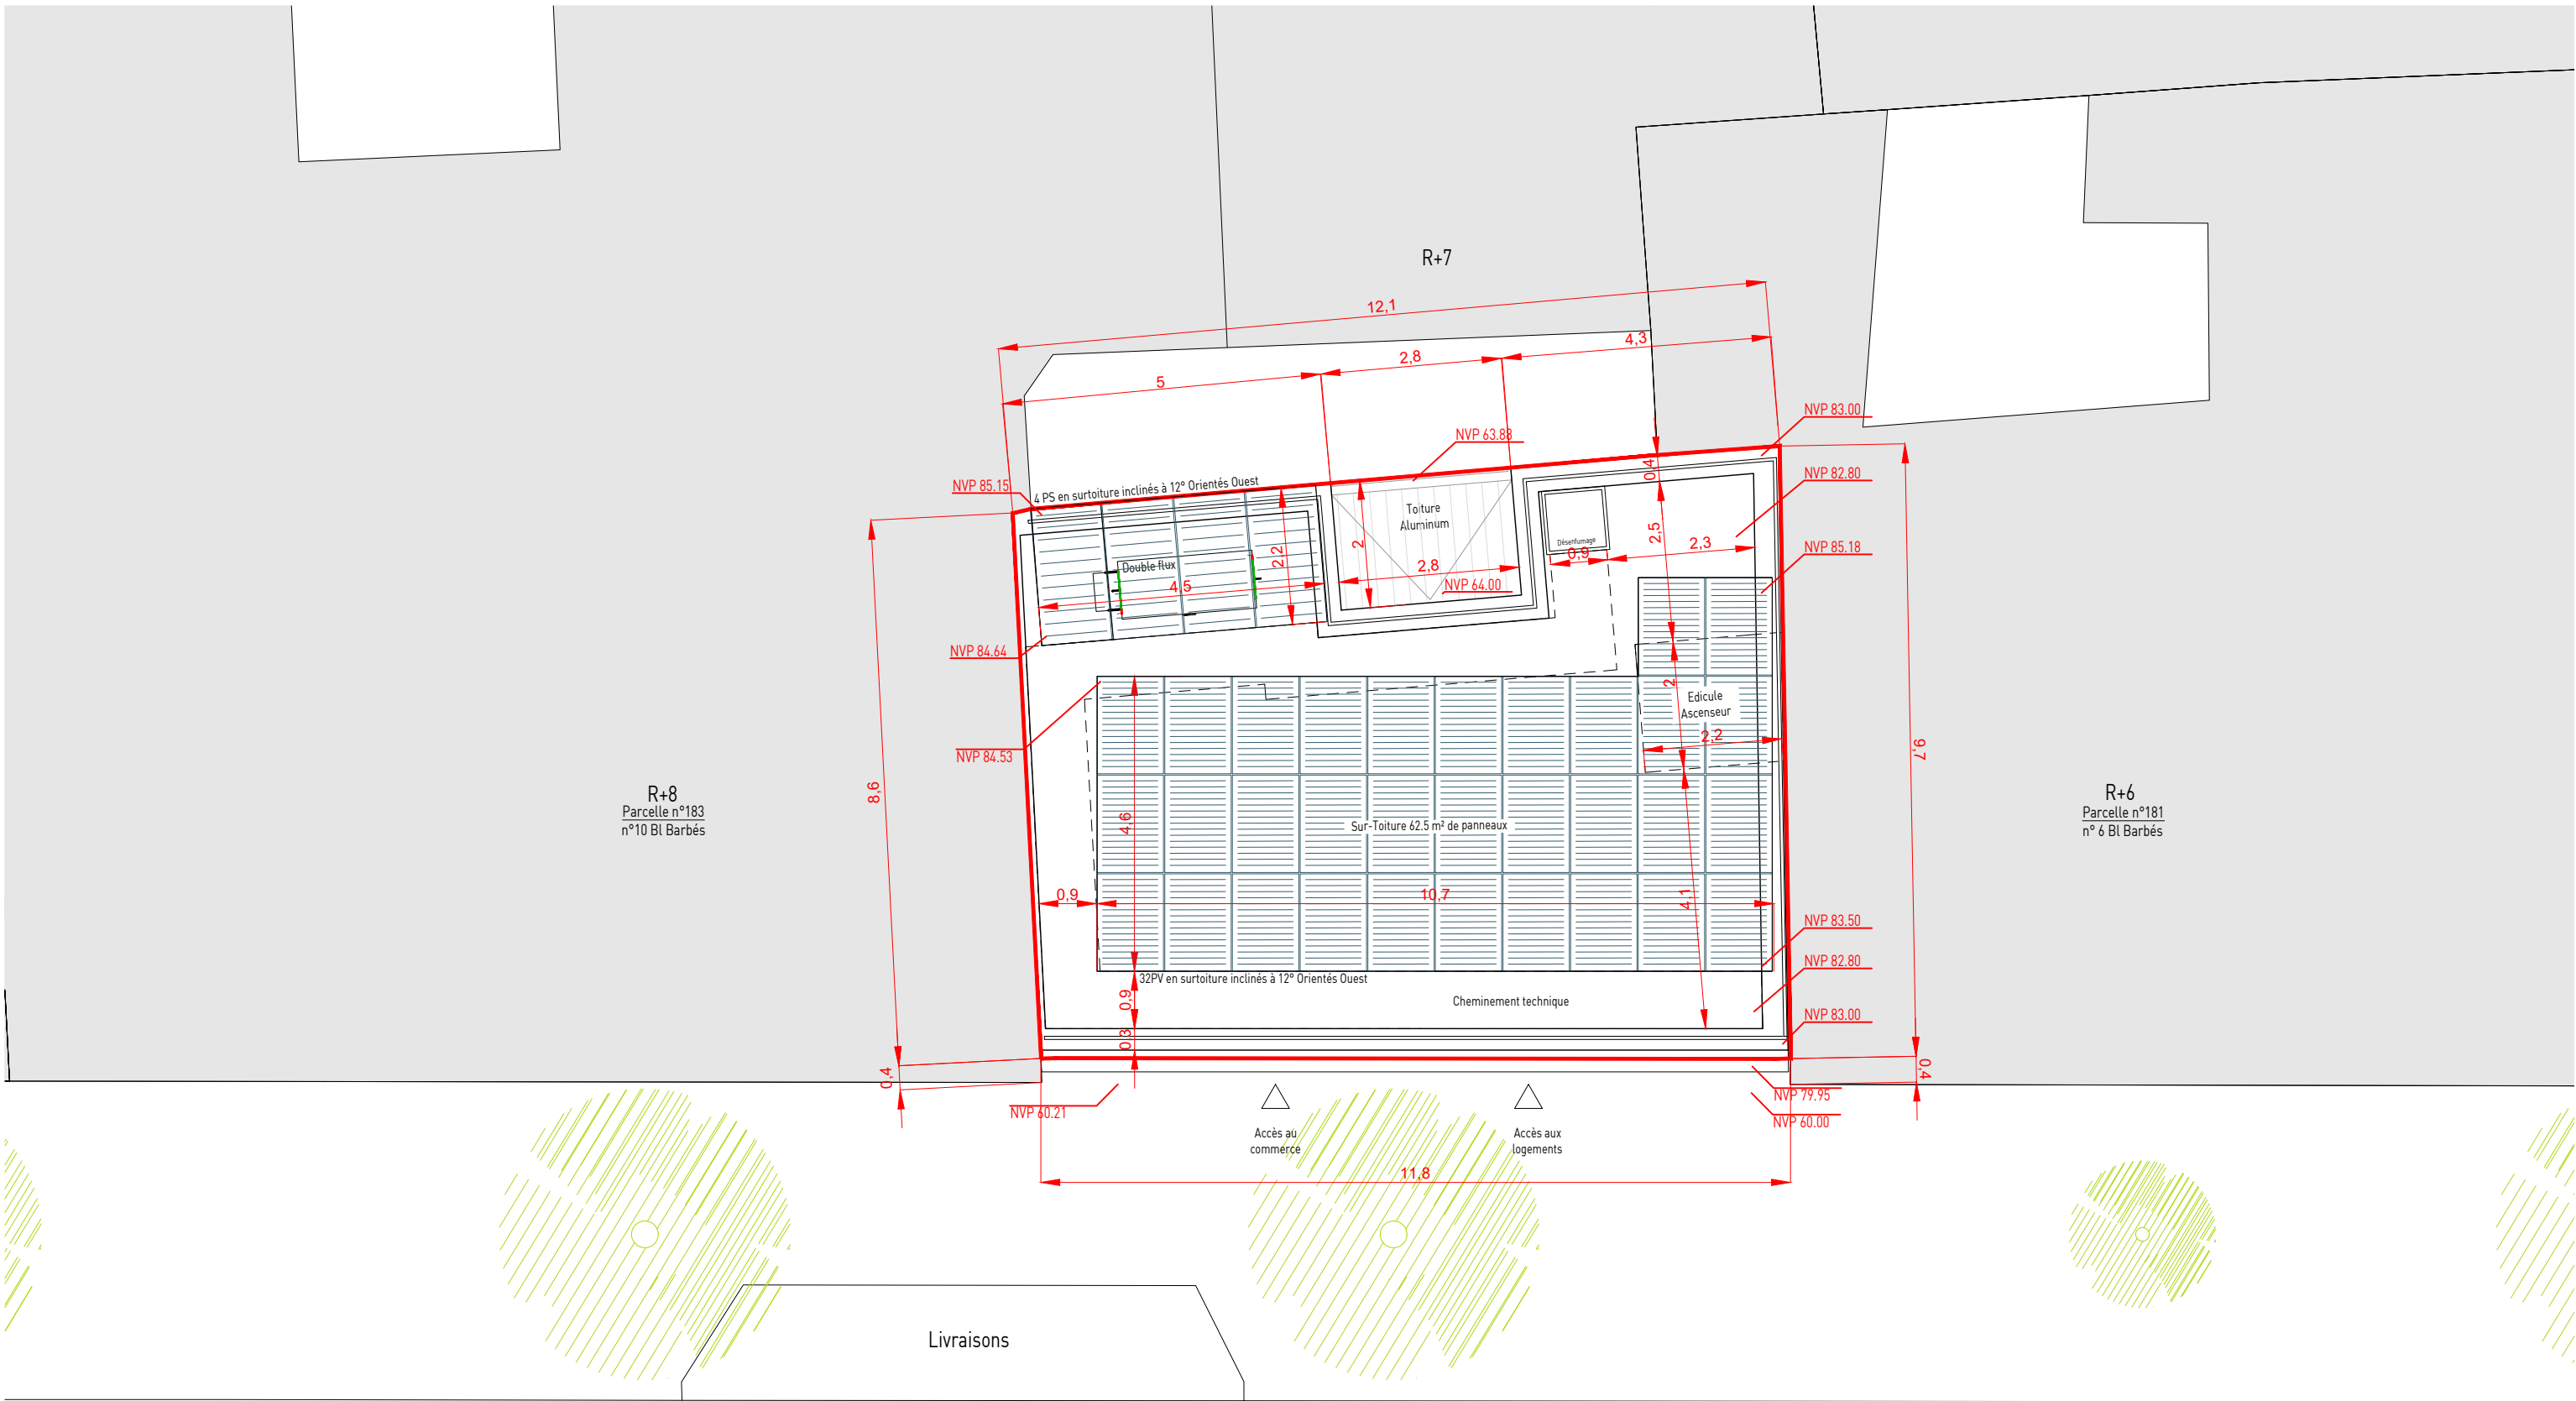 R+7
12,1
4,3
2,8
5
NVP 83.00
NVP 63.88
0,4
NVP 82.80
4 PS en surtoiture inclinés à 12° Orientés Ouest
NVP 85.15
Toiture
Aluminum
2,5
Désenfumage
2,3
NVP 85.18
0,9
2
2,2
Double flux
2,8
4,5
NVP 64.00
NVP 84.64
2
Edicule
Ascenseur
2,2
NVP 84.53
9,7
8,6
R+8
Parcelle n°183
n°10 Bl Barbés
R+6
Parcelle n°181
n° 6 Bl Barbés
4,6
Sur-Toiture 62.5 m² de panneaux
0,9
10,7
4,1
NVP 83.50
NVP 82.80
32PV en surtoiture inclinés à 12° Orientés Ouest
0,9
Cheminement technique
NVP 83.00
0,3
0,4
0,4
NVP 79.95
NVP 60.21
NVP 60.00
Accès au
commerce
Accès aux
logements
11,8
Livraisons